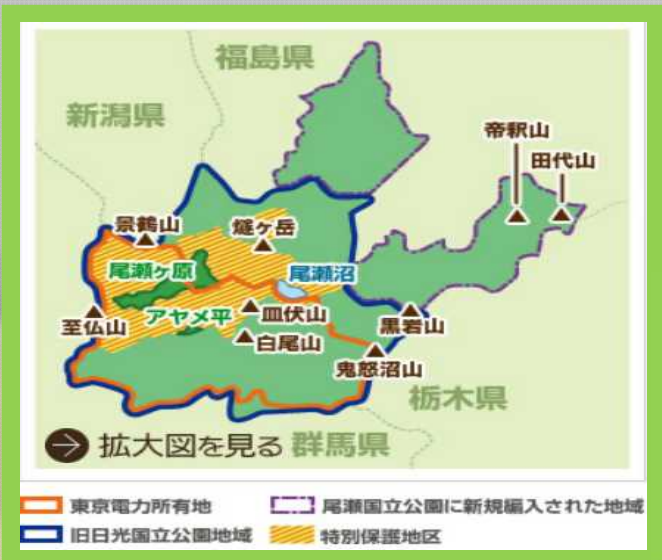 福島県
新潟県
帝釈山
田代山
景鶴山
燧ヶ岳
尾瀬ヶ原
尾瀬沼
アヤメ平
皿伏山
至仏山
黒岩山
白尾山
鬼怒沼山
栃木県
拡大図を見る 群馬県
東京電力所有地
尾瀬国立公園に新規編入された地域
旧日光国立公園地域
特別保護地区